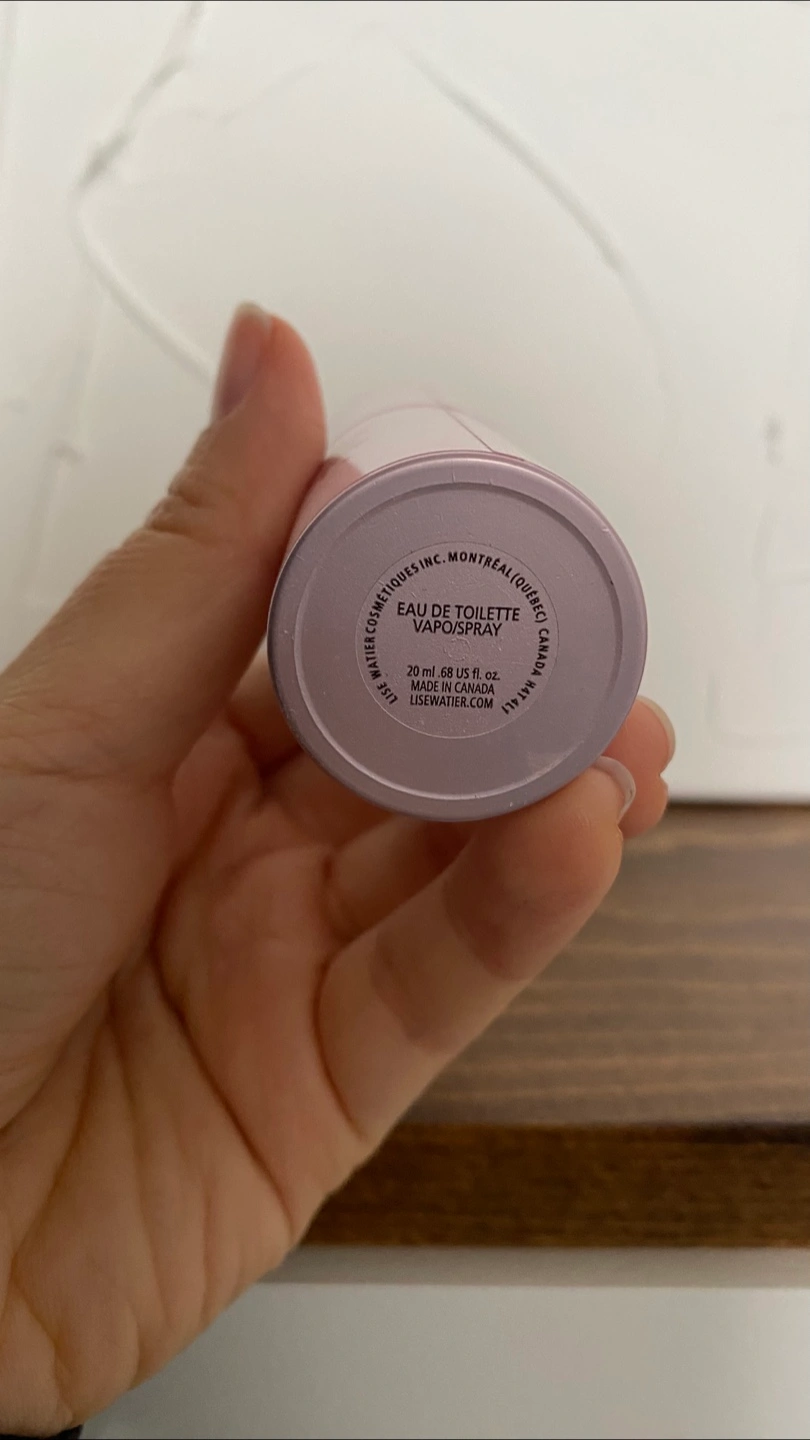 LISE WATIER COSMÉTIQUES INC. MONTRÉAL (QUÉBEC) CANADA H4T 4L1
EAU DE TOILETTE
VAPO/SPRAY
20 ml .68 US fl. oz.
MADE IN CANADA
LISEWATIER.COM